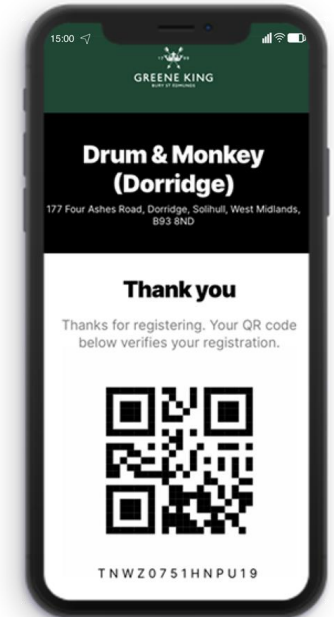 15:00
GREENE KING
BURY ST EDMUNDS
Drum & Monkey
(Dorridge)
177 Four Ashes Road, Dorridge, Solihull, West Midlands,
B93 8ND
Thank you
Thanks for registering. Your QR code
below verifies your registration.
TNWZ0751HNPU19